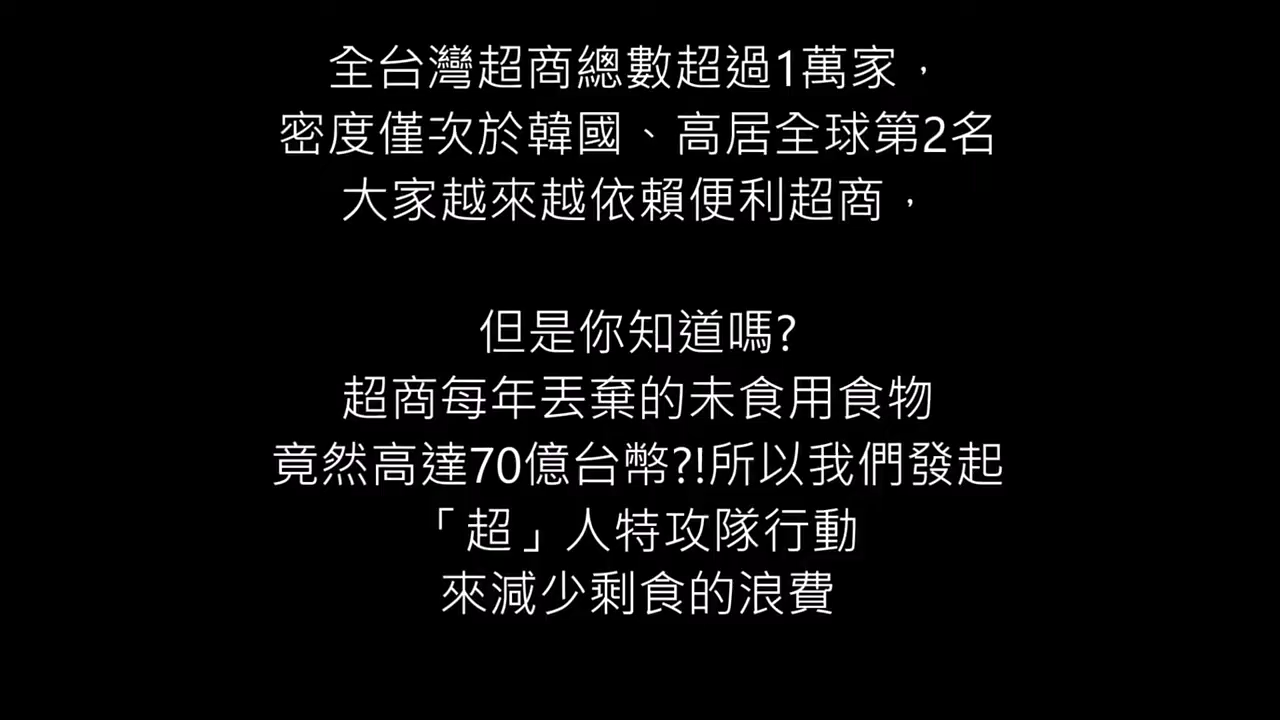 全台灣超商總數超過1萬家，
密度僅次於韓國、高居全球第2名
大家越來越依賴便利超商，
但是你知道嗎?
超商每年丟棄的未食用食物
竟然高達70億台幣?!所以我們發起
「超」人特攻隊行動
來減少剩食的浪費